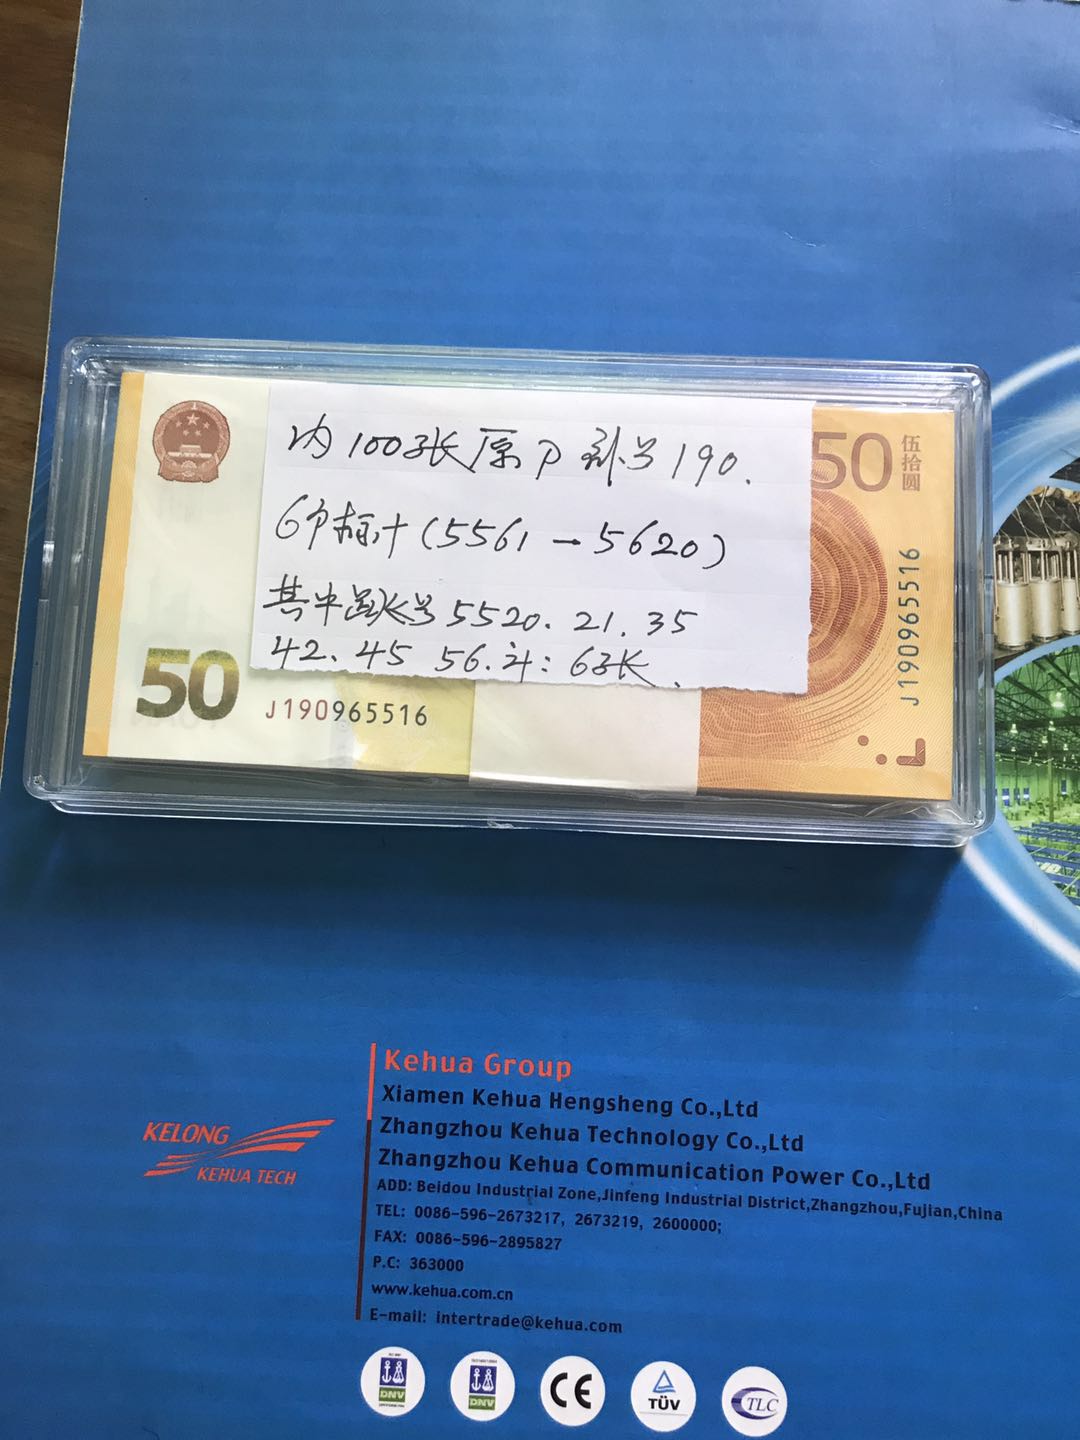 内100张原P别号190.
6个标十(5561→5620)
其中 号5520.21.35
42、45 56.计:6张.
50
伍拾圆
J190965516
50
J190965516
Kehua Group
Xiamen Kehua Hengsheng Co.,Ltd
Zhangzhou Kehua Technology Co.,Ltd
Zhangzhou Kehua Communication Power Co.,Ltd
ADD: Beidou Industrial Zone,Jinfeng Industrial District,Zhangzhou,Fujian,China
TEL: 0086-596-2673217, 2673219, 2600000;
FAX: 0086-596-2895827
P.C: 363000
www.kehua.com.cn
E-mail: intertrade@kehua.com
KELONG
KEHUA TECH
DNV
DNV
CE
TÜV
TLC